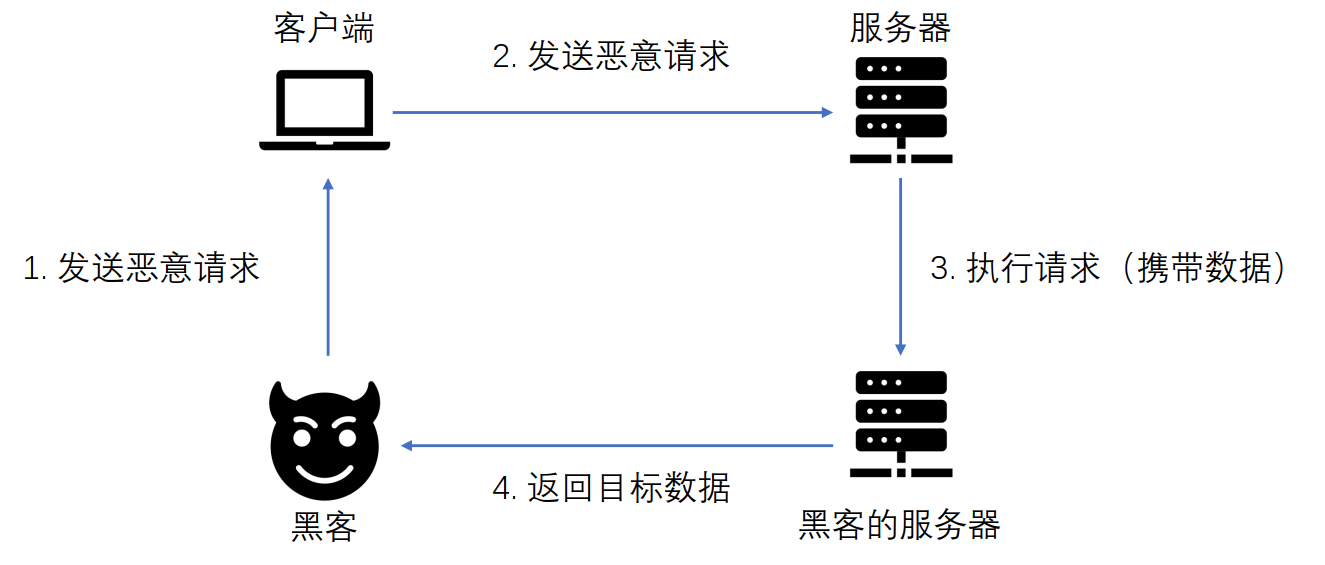 客户端
服务器
2. 发送恶意请求
1. 发送恶意请求
3. 执行请求（携带数据）
4. 返回目标数据
黑客
黑客的服务器